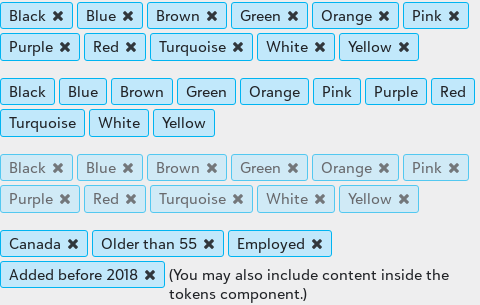 Black ✖ Blue ✖ Brown ✖ Green ✖ Orange ✖ Pink ✖
Purple ✖ Red ✖ Turquoise ✖ White ✖ Yellow ✖
Black Blue Brown Green Orange Pink Purple Red
Turquoise White Yellow
Black ✖ Blue ✖ Brown ✖ Green ✖ Orange ✖ Pink ✖
Purple ✖ Red ✖ Turquoise ✖ White ✖ Yellow ✖
Canada ✖ Older than 55 ✖ Employed ✖
Added before 2018 ✖ (You may also include content inside the
tokens component.)